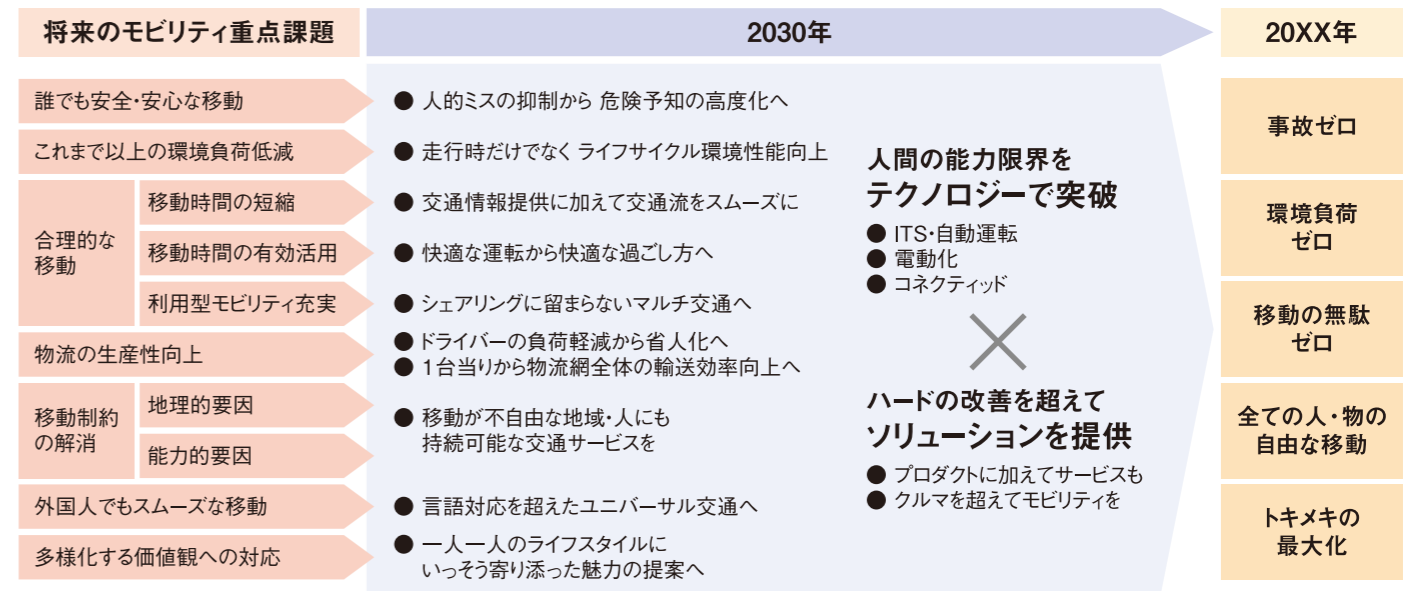 将来のモビリティ重点課題
2030年
20XX年
誰でも安全・安心な移動
● 人的ミスの抑制から 危険予知の高度化へ
これまで以上の環境負荷低減
● 走行時だけでなく ライフサイクル環境性能向上
合理的な
移動
移動時間の短縮
● 交通情報提供に加えて交通流をスムーズに
移動時間の有効活用
● 快適な運転から快適な過ごし方へ
利用型モビリティ充実
● シェアリングに留まらないマルチ交通へ
物流の生産性向上
● ドライバーの負荷軽減から省人化へ
● 1台当りから物流網全体の輸送効率向上へ
移動制約
の解消
地理的要因
能力的要因
● 移動が不自由な地域・人にも
持続可能な交通サービスを
外国人でもスムーズな移動
● 言語対応を超えたユニバーサル交通へ
多様化する価値観への対応
● 一人一人のライフスタイルに
いっそう寄り添った魅力の提案へ
人間の能力限界を
テクノロジーで突破
● ITS・自動運転
● 電動化
● コネクティッド
×
ハードの改善を超えて
ソリューションを提供
● プロダクトに加えてサービスも
● クルマを超えてモビリティを
事故ゼロ
環境負荷
ゼロ
移動の無駄
ゼロ
全ての人・物の
自由な移動
トキメキの
最大化